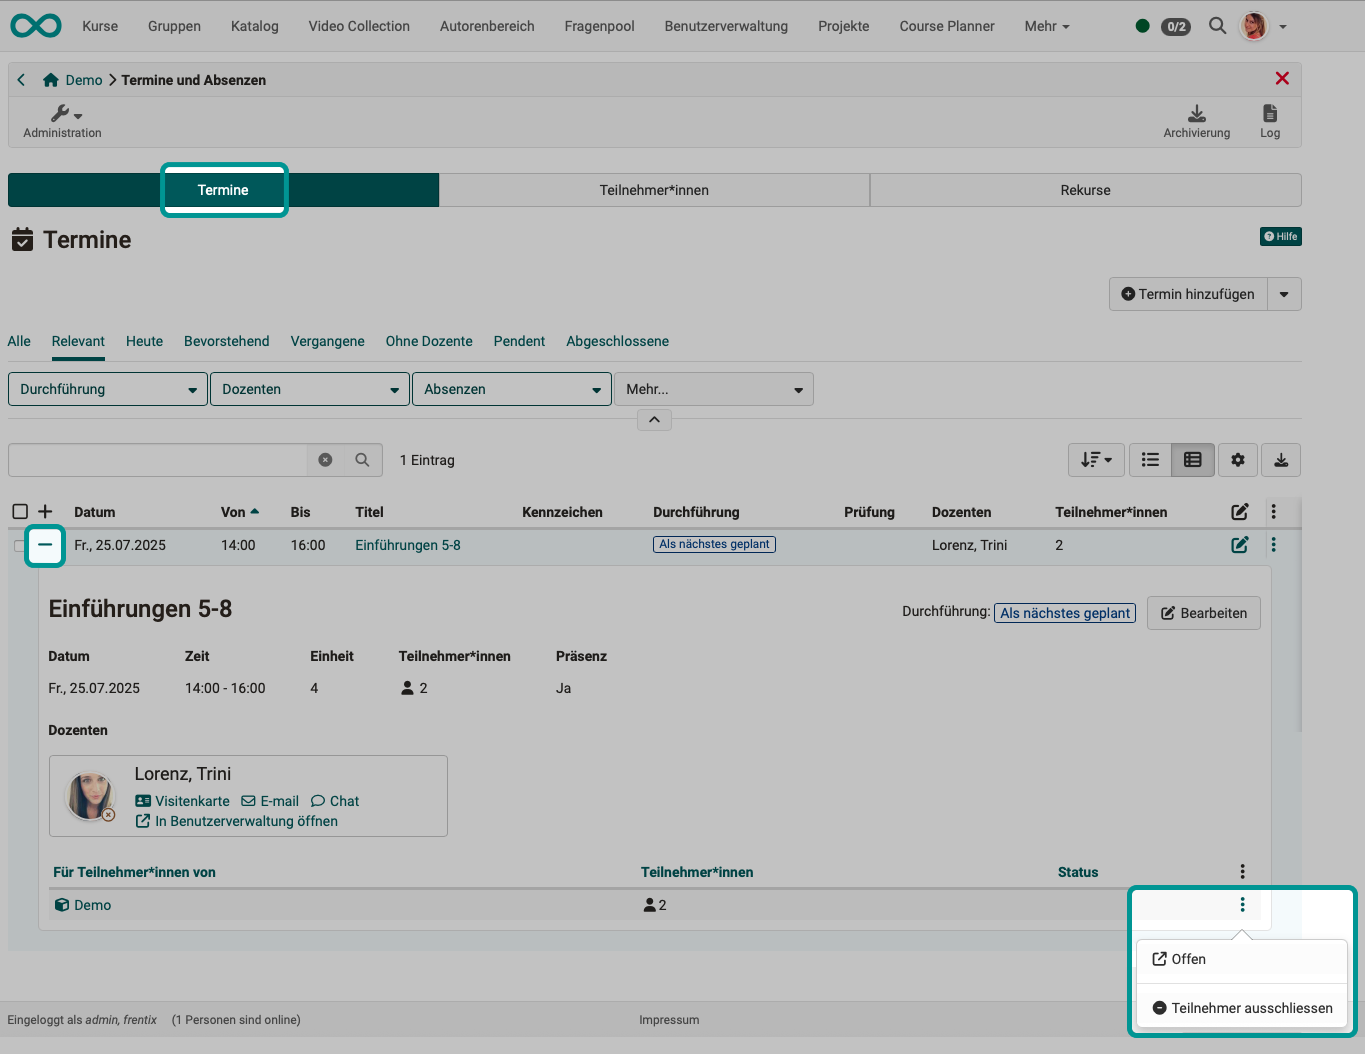 Kurse Gruppen Katalog Video Collection Autorenbereich Fragenpool Benutzerverwaltung Projekte Course Planner Mehr 0/2
Demo Termine und Absenzen
Administration Archivierung Log
Termine Teilnehmer*innen Rekurse
Termine Hilfe
Termin hinzufügen
Alle Relevant Heute Bevorstehend Vergangene Ohne Dozente Pendent Abgeschlossene
Durchführung Dozenten Absenzen Mehr...
1 Eintrag
Datum Von Bis Titel Kennzeichen Durchführung Prüfung Dozenten Teilnehmer*innen
Fr., 25.07.2025 14:00 16:00 Einführungen 5-8 Als nächstes geplant Lorenz, Trini 2
Einführungen 5-8 Durchführung: Als nächstes geplant Bearbeiten
Datum Zeit Einheit Teilnehmer*innen Präsenz
Fr., 25.07.2025 14:00 - 16:00 4 2 Ja
Dozenten
Lorenz, Trini
Visitenkarte E-mail Chat
In Benutzerverwaltung öffnen
Für Teilnehmer*innen von Teilnehmer*innen Status
Demo 2
Offen
Teilnehmer ausschliessen
Eingeloggt als admin, frentix (1 Personen sind online) Impressum